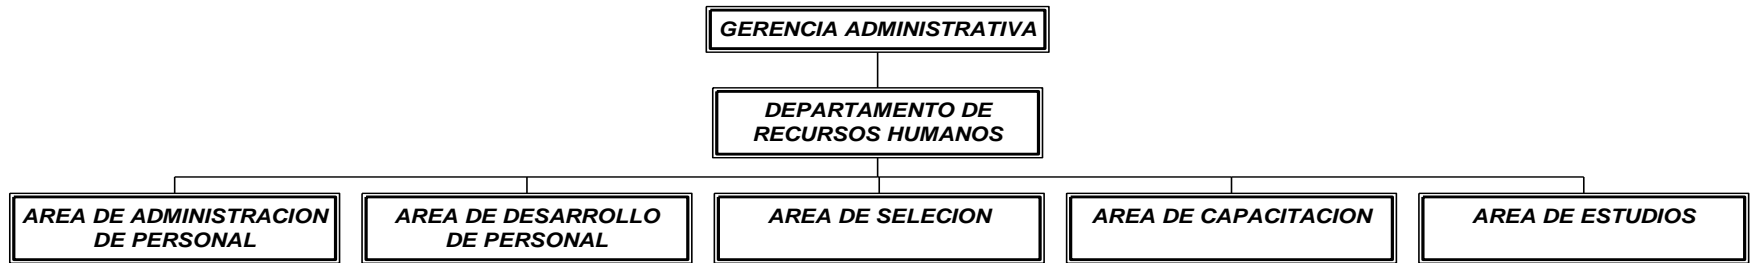 GERENCIA ADMINISTRATIVA
DEPARTAMENTO DE
RECURSOS HUMANOS
AREA DE ADMINISTRACION
DE PERSONAL
AREA DE DESARROLLO
DE PERSONAL
AREA DE SELECION
AREA DE CAPACITACION
AREA DE ESTUDIOS